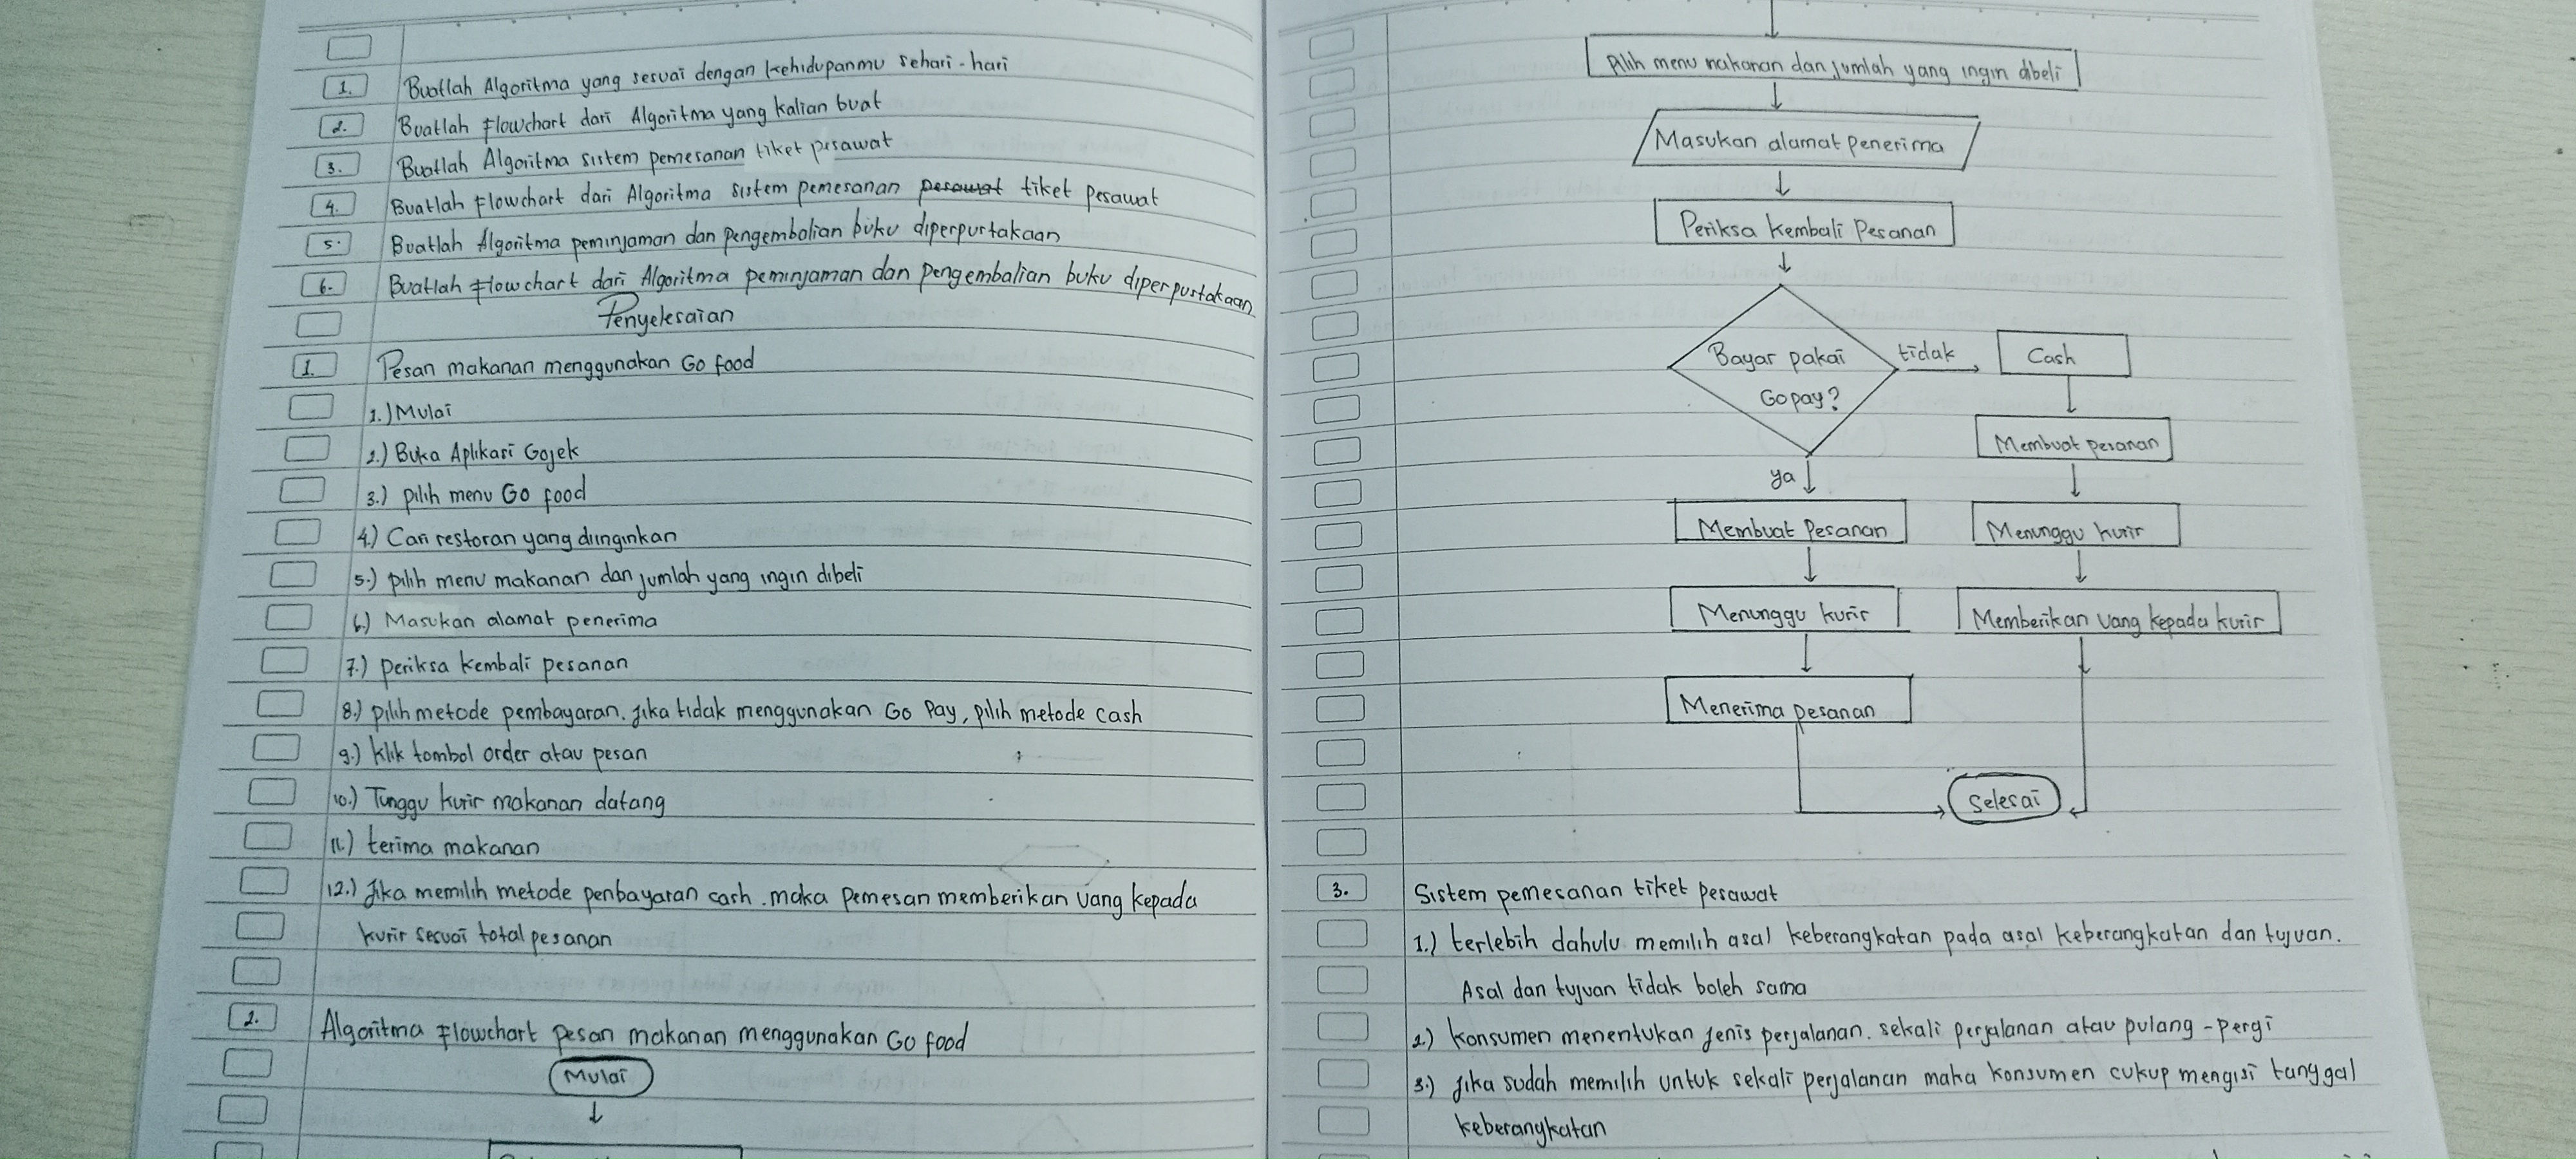 1. Buatlah Algoritma yang sesuai dengan kehidupanmu sehari-hari
2. Buatlah Flowchart dari Algoritma yang kalian buat
3. Buatlah Algoritma sistem pemesanan tiket pesawat
4. Buatlah Flowchart dari Algoritma sistem pemesanan pesawat tiket pesawat
5. Buatlah Algoritma peminjaman dan pengembalian buku diperpustakaan
6. Buatlah Flowchart dari Algoritma peminjaman dan pengembalian buku diperpustakaan
Penyelesaian
1. Pesan makanan menggunakan Go food
1.) Mulai
2.) Buka Aplikasi Gojek
3.) pilih menu Go food
4.) Cari restoran yang diinginkan
5.) pilih menu makanan dan jumlah yang ingin dibeli
6.) Masukan alamat penerima
7.) periksa kembali pesanan
8.) pilih metode pembayaran. jika tidak menggunakan Go Pay, pilih metode cash
9.) klik tombol order atau pesan
10.) Tunggu kurir makanan datang
11.) terima makanan
12.) jika memilih metode penbayaran cash. maka pemesan memberikan uang kepada
kurir sesuai total pesanan
2. Algoritma Flowchart pesan makanan menggunakan Go food
Mulai
Pilih menu makanan dan jumlah yang ingin dibeli
Masukan alamat penerima
Periksa kembali Pesanan
Bayar pakai tidak Cash
Gopay?
Membuat pesanan
ya
Membuat Pesanan Menunggu kurir
Menunggu kurir Memberikan uang kepada kurir
Menerima pesanan
Selesai
3. Sistem pemesanan tiket pesawat
1.) terlebih dahulu memilih asal keberangkatan pada asal keberangkatan dan tujuan.
Asal dan tujuan tidak boleh sama
2.) konsumen menentukan jenis perjalanan. sekali perjalanan atau pulang-pergi
3.) jika sudah memilih untuk sekali perjalanan maka konsumen cukup mengisi tanggal
keberangkatan